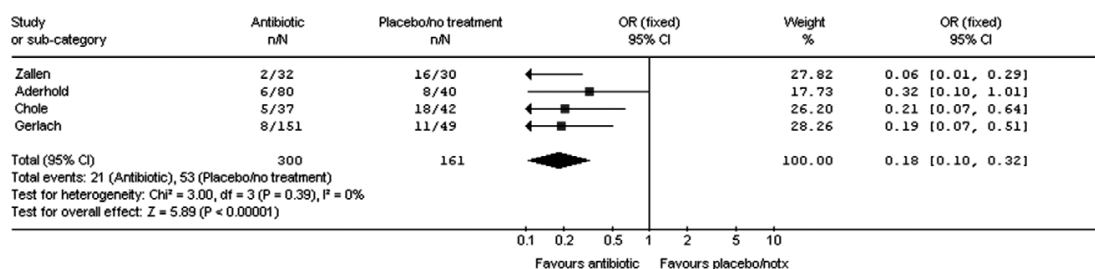 Study Antibiotic Placebo/no treatment OR (fixed) Weight OR (fixed)
or sub-category n/N n/N 95% CI % 95% CI
Zallen 2/32 16/30 27.82 0.06 [0.01, 0.29]
Aderhold 6/80 8/40 17.73 0.32 [0.10, 1.01]
Chole 5/37 18/42 26.20 0.21 [0.07, 0.64]
Gerlach 8/151 11/49 28.26 0.19 [0.07, 0.51]
Total (95% CI) 300 161 100.00 0.18 [0.10, 0.32]
Total events: 21 (Antibiotic), 53 (Placebo/no treatment)
Test for heterogeneity: Chi² = 3.00, df = 3 (P = 0.39), I² = 0%
Test for overall effect: Z = 5.89 (P < 0.00001)
0.1 0.2 0.5 1 2 5 10
Favours antibiotic Favours placebo/notx